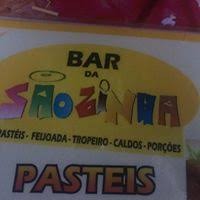 BAR
DA
SÃOZINHA
PASTÉIS - FEIJOADA - TROPEIRO - CALDOS - PORÇÕES
PASTEIS